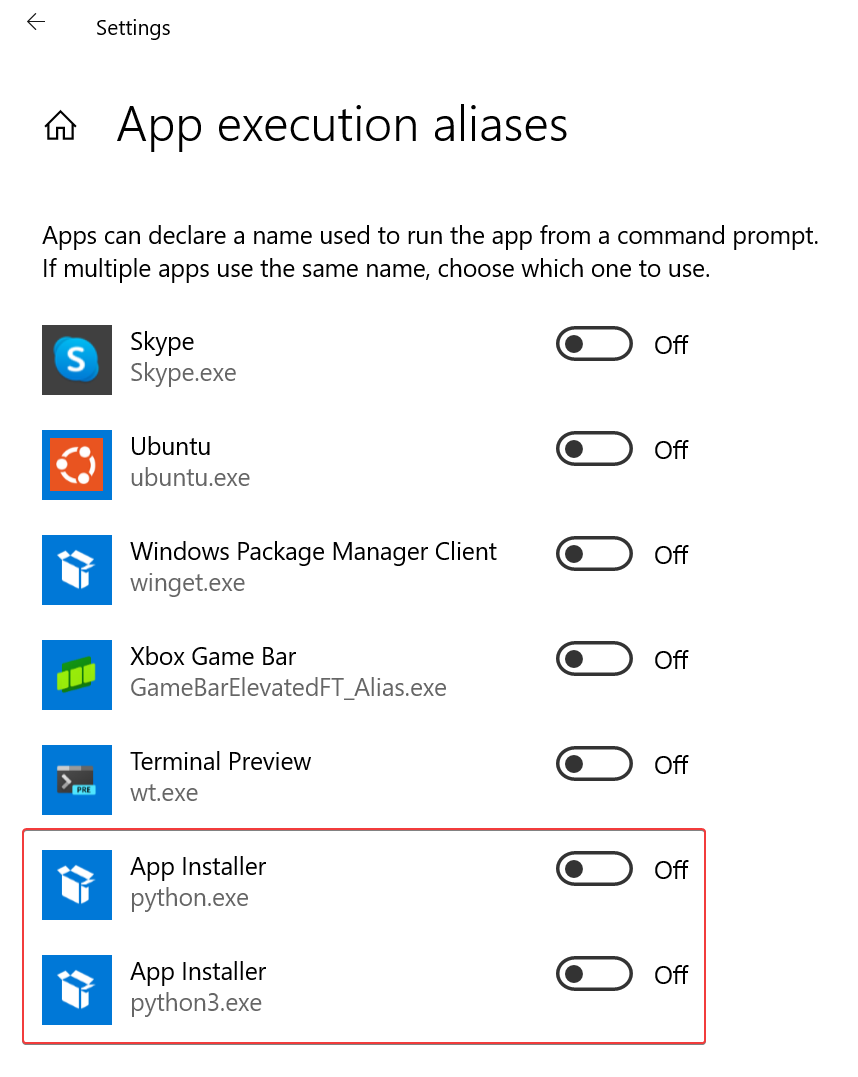 Settings
App execution aliases
Apps can declare a name used to run the app from a command prompt.
If multiple apps use the same name, choose which one to use.
S
Skype
Off
Skype.exe
Ubuntu
Off
ubuntu.exe
Windows Package Manager Client
Off
winget.exe
Xbox Game Bar
Off
GameBarElevatedFT_Alias.exe
Terminal Preview
Off
PRE
wt.exe
App Installer
Off
python.exe
App Installer
Off
python3.exe